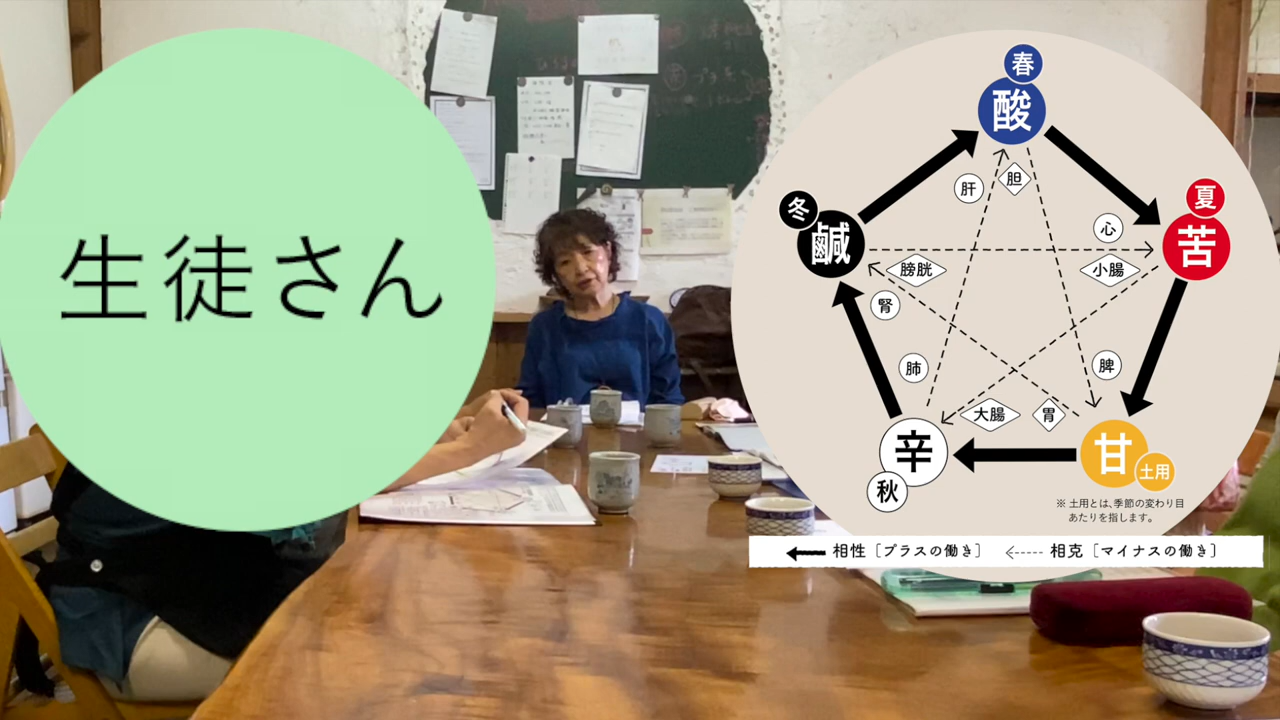 生徒さん
春
酸
肝
胆
冬
鹹
夏
苦
心
膀胱
小腸
腎
肺
脾
大腸
胃
辛
秋
甘
土用
※ 土用とは、季節の変わり目
あたりを指します。
相性［プラスの働き］
相克［マイナスの働き］